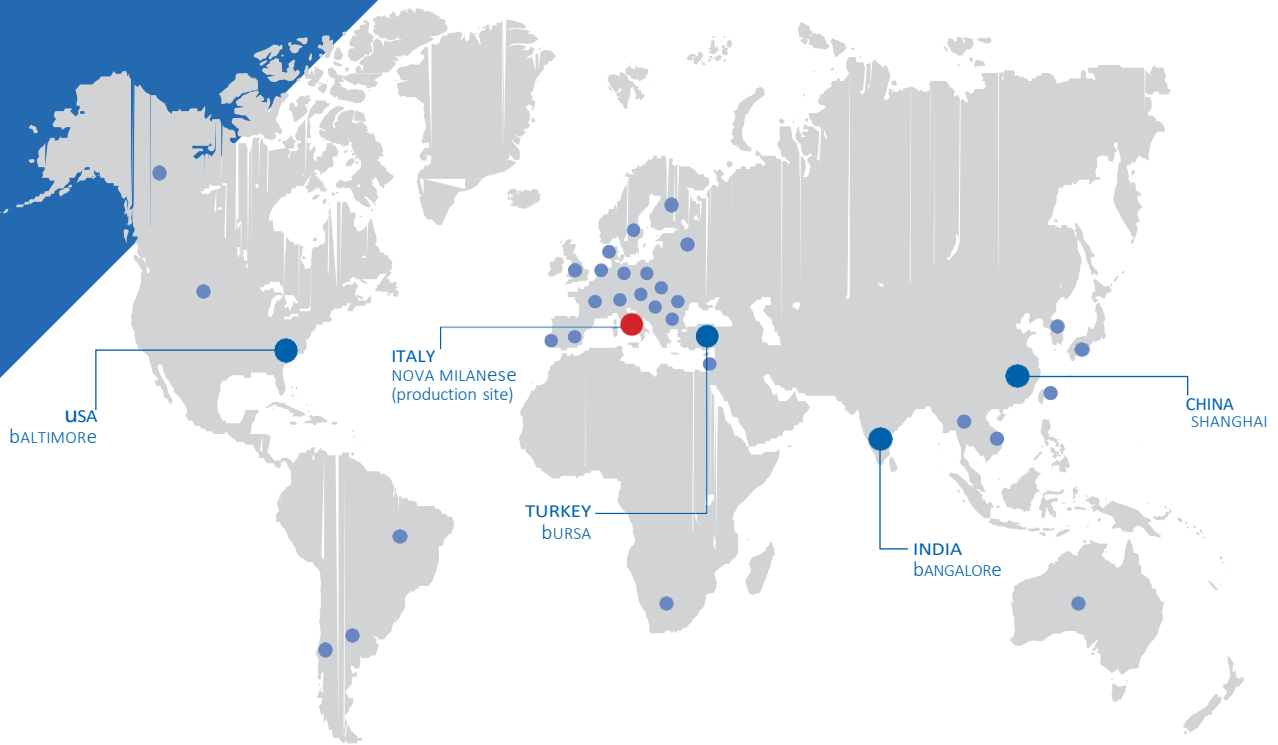 ITALY
NOVA MILANese
(production site)
uSA
bALTIMORe
CHINA
SHANGHAI
TURKEY
bURSA
INDIA
bANGALORe